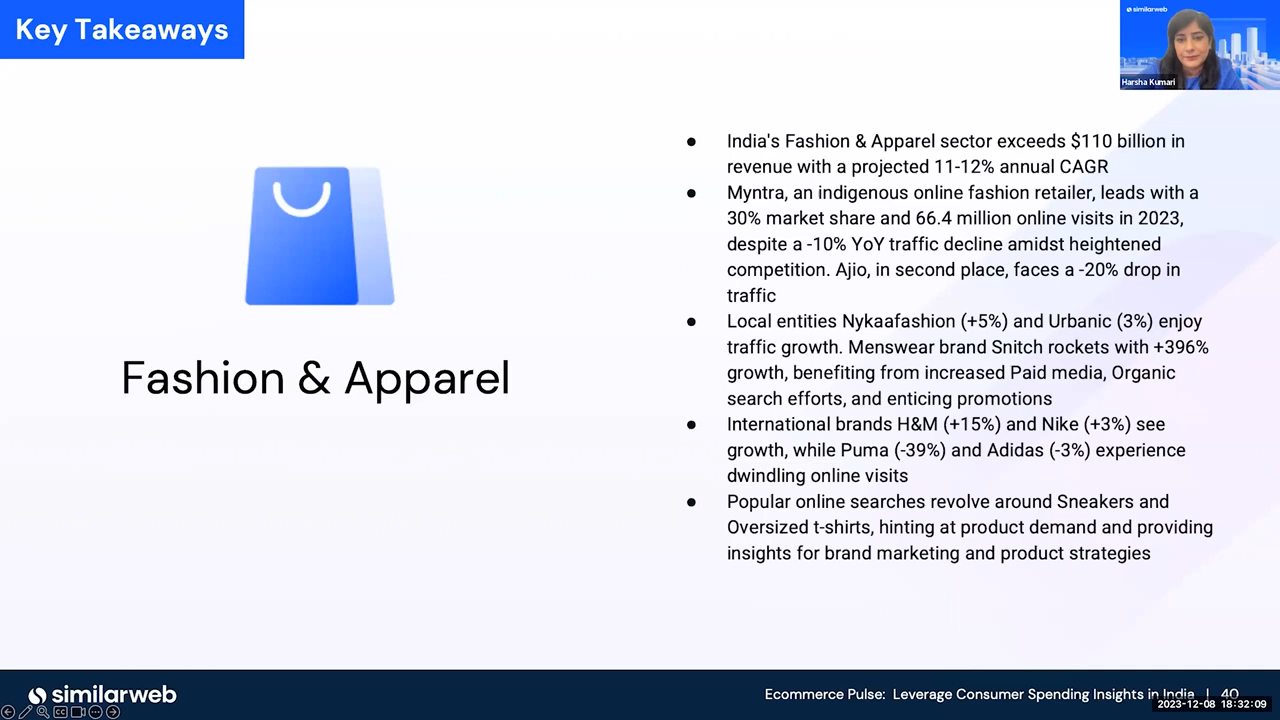 Key Takeaways
similarweb
Harsha Kumari
● India's Fashion & Apparel sector exceeds $110 billion in
revenue with a projected 11-12% annual CAGR
● Myntra, an indigenous online fashion retailer, leads with a
30% market share and 66.4 million online visits in 2023,
despite a -10% YoY traffic decline amidst heightened
competition. Ajio, in second place, faces a -20% drop in
traffic
● Local entities Nykaafashion (+5%) and Urbanic (3%) enjoy
traffic growth. Menswear brand Snitch rockets with +396%
growth, benefiting from increased Paid media, Organic
search efforts, and enticing promotions
● International brands H&M (+15%) and Nike (+3%) see
growth, while Puma (-39%) and Adidas (-3%) experience
dwindling online visits
● Popular online searches revolve around Sneakers and
Oversized t-shirts, hinting at product demand and providing
insights for brand marketing and product strategies
Fashion & Apparel
similarweb
Ecommerce Pulse: Leverage Consumer Spending Insights in India | 40
2023-12-08 18:32:09